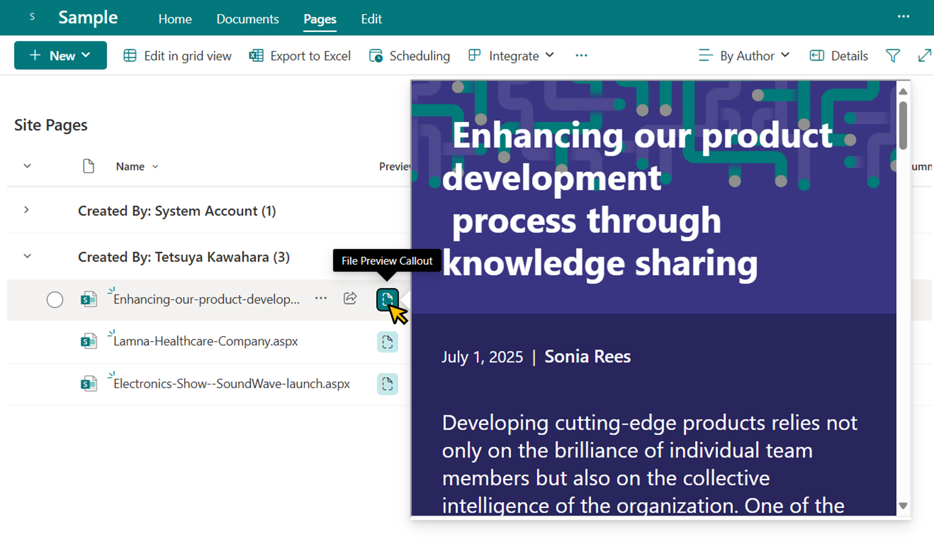 S Sample Home Documents Pages Edit ...
+ New Edit in grid view Export to Excel Scheduling Integrate ... By Author Details
Site Pages
Name Preview
Created By: System Account (1)
Created By: Tetsuya Kawahara (3)
File Preview Callout
Enhancing-our-product-develop... ...
Lamna-Healthcare-Company.aspx
Electronics-Show--SoundWave-launch.aspx
Enhancing our product
development
process through
knowledge sharing
July 1, 2025 | Sonia Rees
Developing cutting-edge products relies not
only on the brilliance of individual team
members but also on the collective
intelligence of the organization. One of the